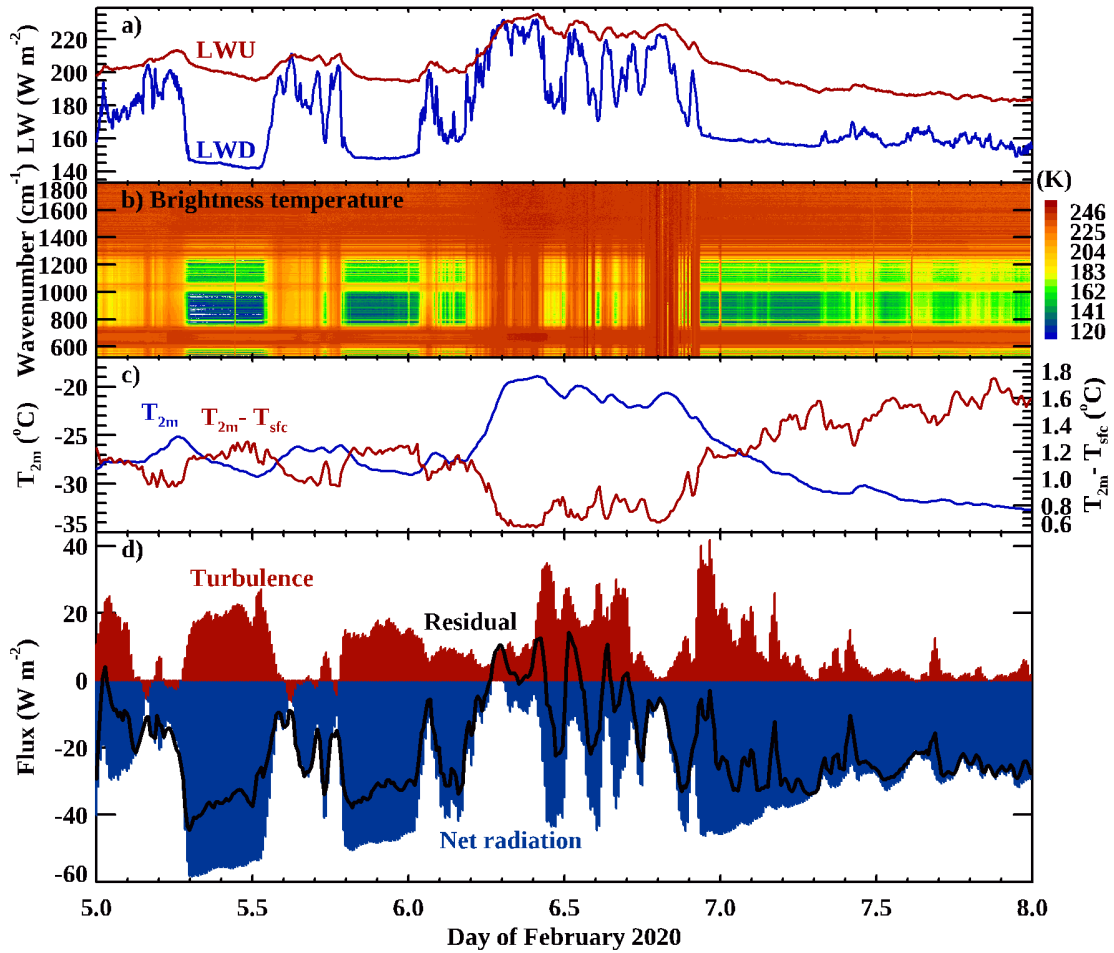 a)
LW (W m-2)
220
200
180
160
140
LWU
LWD
b) Brightness temperature
Wavenumber (cm-1)
1800
1600
1400
1200
1000
800
600
(K)
246
225
204
183
162
141
120
c)
T2m (oC)
-20
-25
-30
-35
T2m
T2m- Tsfc
1.8
1.6
1.4
1.2
1.0
0.8
0.6
T2m- Tsfc (oC)
d)
Flux (W m-2)
40
20
0
-20
-40
-60
Turbulence
Residual
Net radiation
5.0 5.5 6.0 6.5 7.0 7.5 8.0
Day of February 2020